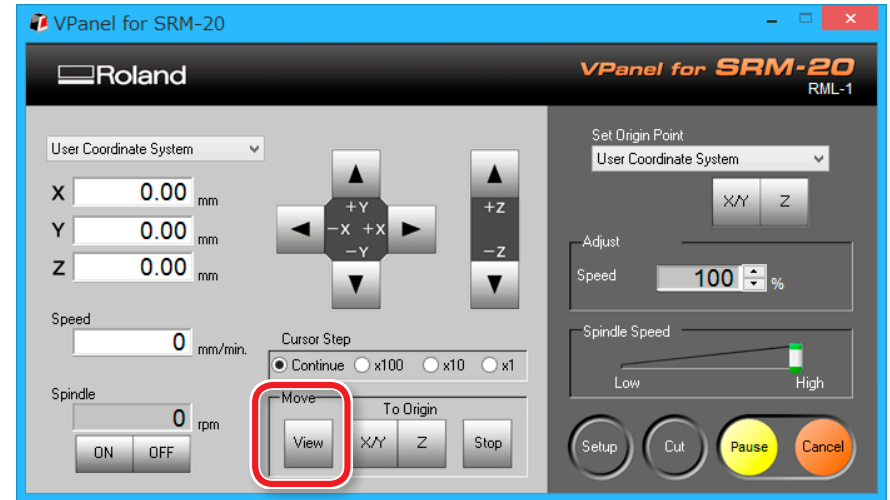 VPanel for SRM-20
Roland
VPanel for SRM-20
RML-1
User Coordinate System
X 0.00 mm
Y 0.00 mm
Z 0.00 mm
Speed
0 mm/min.
Spindle
0 rpm
ON OFF
+Y
-X +X
-Y
+Z
-Z
Cursor Step
Continue x100 x10 x1
Move
To Origin
View X/Y Z Stop
Set Origin Point
User Coordinate System
X/Y Z
Adjust
Speed 100 %
Spindle Speed
Low High
Setup Cut Pause Cancel